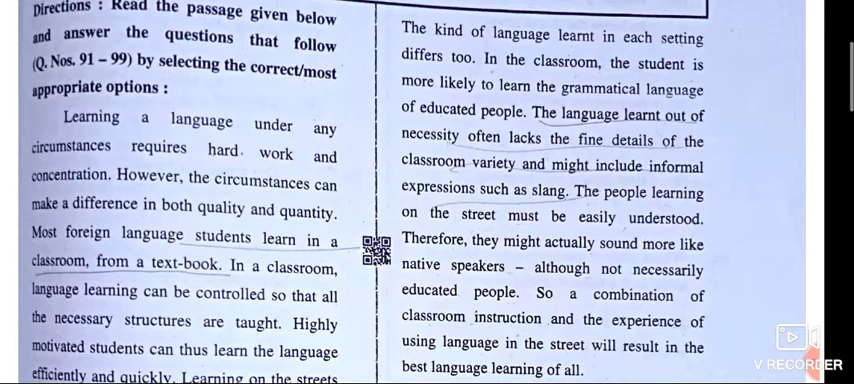 Directions : Read the passage given below
and answer the questions that follow
(Q. Nos. 91 – 99) by selecting the correct/most
appropriate options :
Learning a language under any
circumstances requires hard work and
concentration. However, the circumstances can
make a difference in both quality and quantity.
Most foreign language students learn in a
classroom, from a text-book. In a classroom,
language learning can be controlled so that all
the necessary structures are taught. Highly
motivated students can thus learn the language
efficiently and quickly. Learning on the streets
The kind of language learnt in each setting
differs too. In the classroom, the student is
more likely to learn the grammatical language
of educated people. The language learnt out of
necessity often lacks the fine details of the
classroom variety and might include informal
expressions such as slang. The people learning
on the street must be easily understood.
Therefore, they might actually sound more like
native speakers – although not necessarily
educated people. So a combination of
classroom instruction and the experience of
using language in the street will result in the
best language learning of all.
V RECORDER